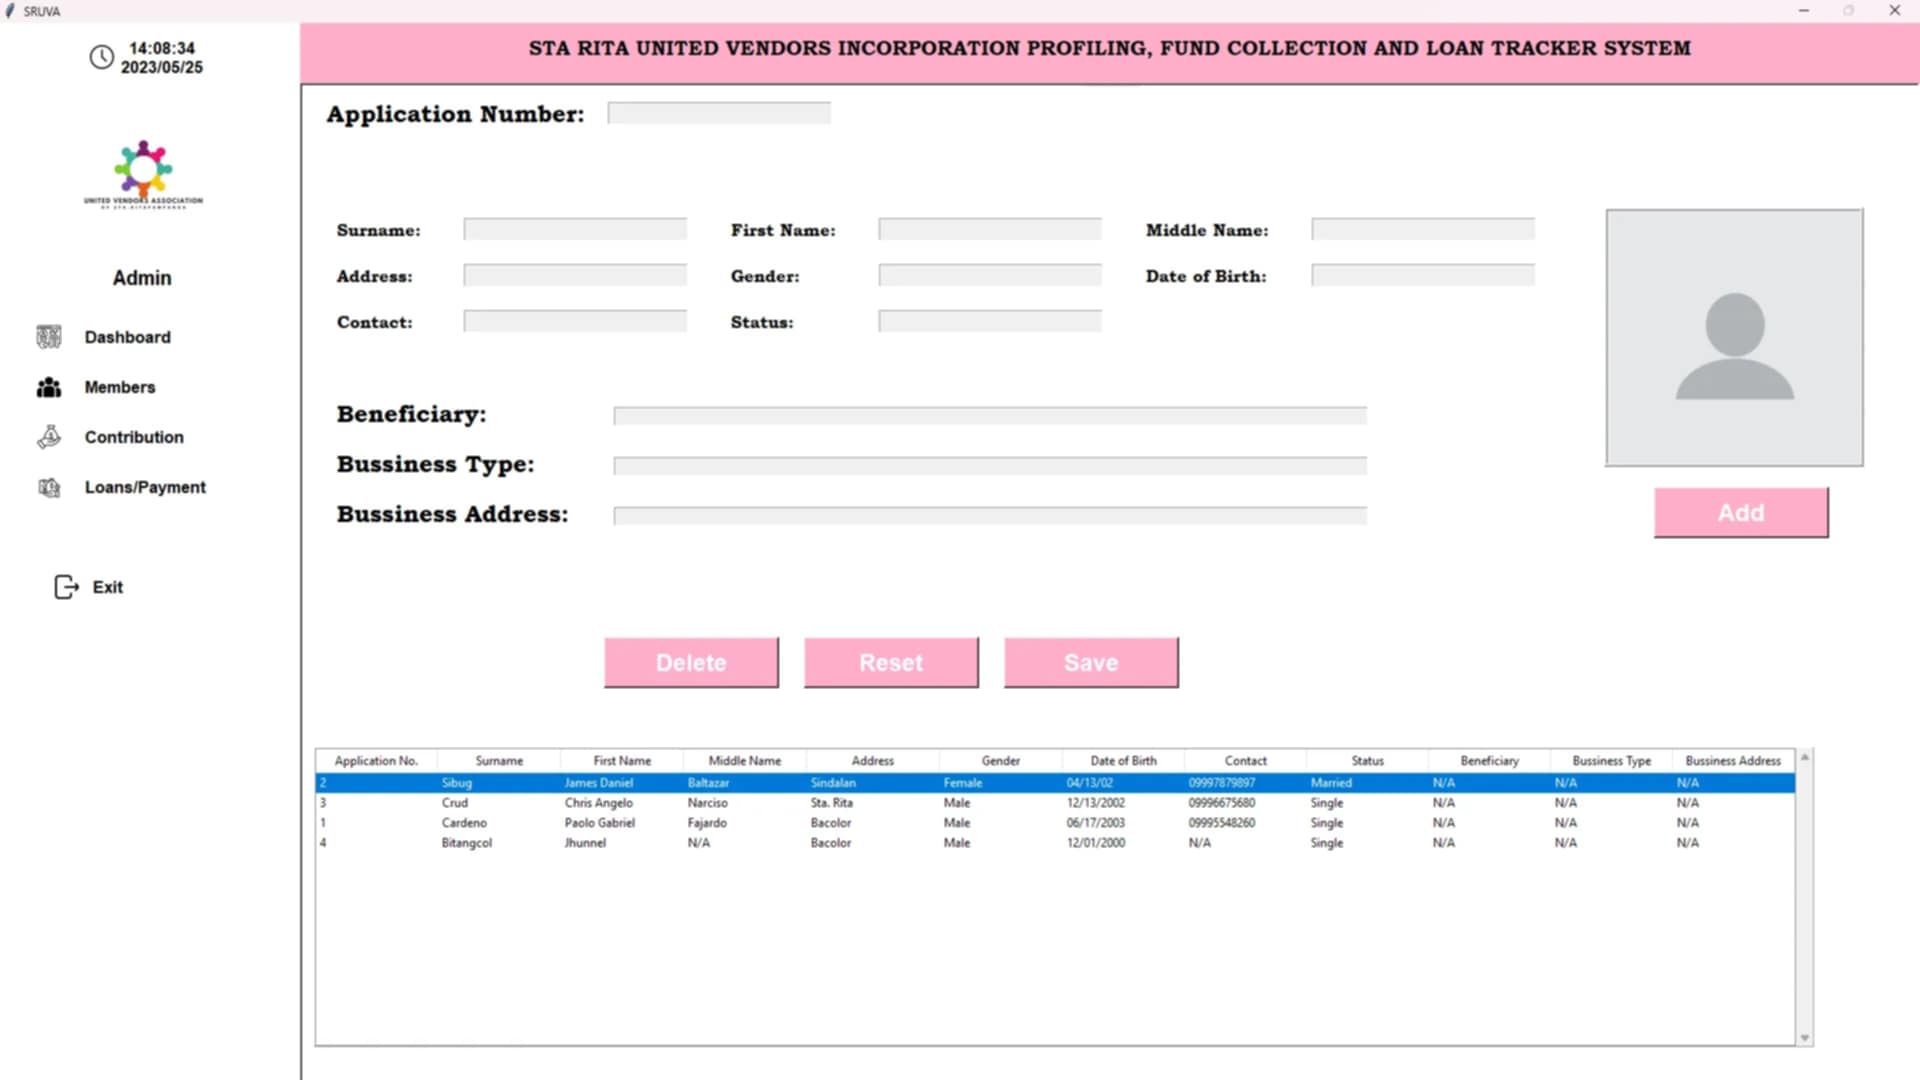 SRUVA
14:08:34
2023/05/25
STA RITA UNITED VENDORS INCORPORATION PROFILING, FUND COLLECTION AND LOAN TRACKER SYSTEM
UNITED VENDORS ASSOCIATION
Admin
Dashboard
Members
Contribution
Loans/Payment
Exit
Application Number:
Surname: First Name: Middle Name:
Address: Gender: Date of Birth:
Contact: Status:
Beneficiary:
Bussiness Type:
Bussiness Address:
Add
Delete Reset Save
Application No. Surname First Name Middle Name Address Gender Date of Birth Contact Status Beneficiary Bussiness Type Bussiness Address
2 Sibug James Daniel Baltazar Sindalan Female 04/13/02 09997879897 Married N/A N/A N/A
3 Crud Chris Angelo Narciso Sta. Rita Male 12/13/2002 09996675680 Single N/A N/A N/A
1 Cardeno Paolo Gabriel Fajardo Bacolor Male 06/17/2003 09995548260 Single N/A N/A N/A
4 Bitangcol Jhunnel N/A Bacolor Male 12/01/2000 N/A Single N/A N/A N/A